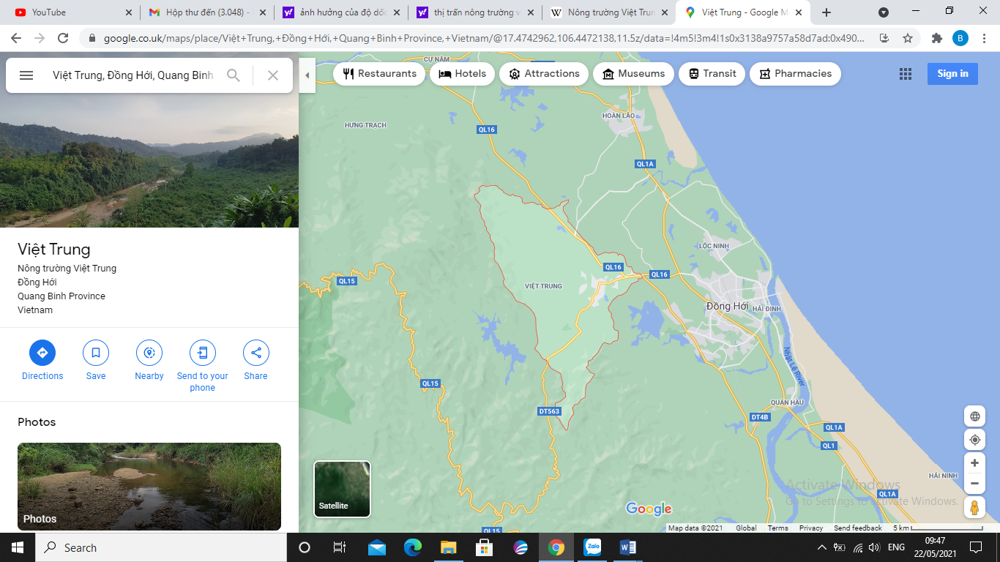 YouTube
Hộp thư đến (3.048) -
ảnh hưởng của độ dốc
thị trấn nông trường v
Nông trường Việt Trun
Việt Trung - Google M
google.co.uk/maps/place/Việt+Trung,+Đồng+Hới,+Quang+Binh+Province,+Vietnam/@17.4742962,106.4472138,11.5z/data=!4m5!3m4!1s0x3138a9757a58d7ad:0x490...
B
Việt Trung, Đồng Hới, Quang Binh
Restaurants
Hotels
Attractions
Museums
Transit
Pharmacies
Sign in
Việt Trung
Nông trường Việt Trung
Đồng Hới
Quang Binh Province
Vietnam
Directions
Save
Nearby
Send to your
phone
Share
Photos
Photos
CỰ NẪM
HƯNG TRẠCH
QL16
HOÀN LÃO
QL1A
LỘC NINH
QL16
QL16
QL15
VIỆT TRUNG
Đồng Hới
HẢI ĐÌNH
Nhật Lệ River
QL15
QUÁN HÀU
DT563
DT4B
QL1A
QL1
HẢI NINH
QL1A
QL15
Satellite
Google
Activate Windows
Go to Settings to activate Windows.
Map data ©2021
Global
Terms
Privacy
Send feedback
5 km
Search
Zalo
ENG
09:47
22/05/2021